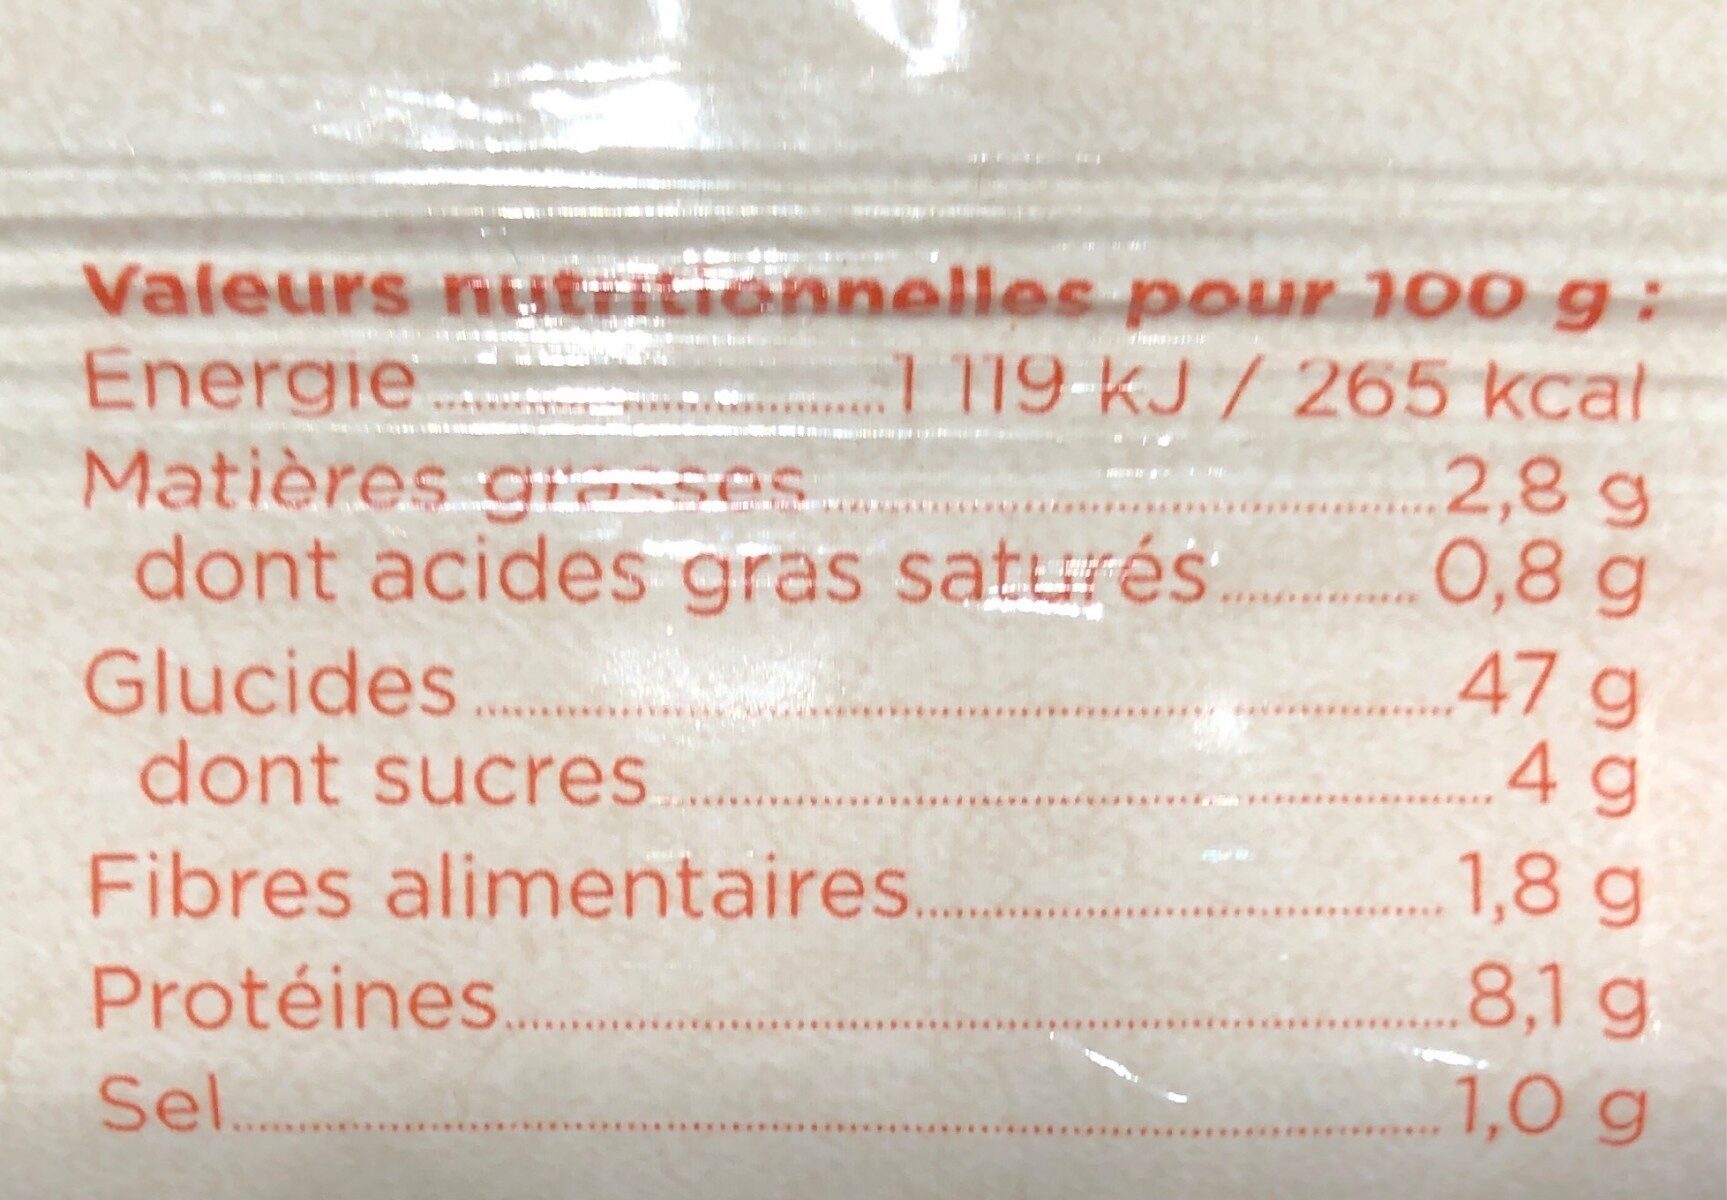 Valeurs nutritionnelles pour 100 g :
Energie ........ 1 119 kJ / 265 kcal
Matières grasses ........ 2,8 g
dont acides gras saturés ........ 0,8 g
Glucides ........ 47 g
dont sucres ........ 4 g
Fibres alimentaires ........ 1,8 g
Protéines ........ 8,1 g
Sel ........ 1,0 g